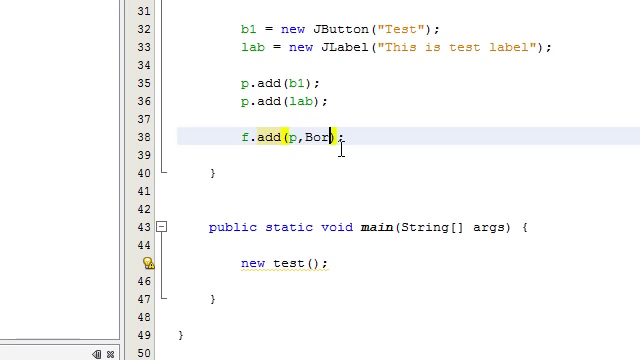 31
32 b1 = new JButton("Test");
33 lab = new JLabel("This is test label");
34
35 p.add(b1);
36 p.add(lab);
37
38 f.add(p,Bor);
39
40 }
41
42
43 public static void main(String[] args) {
44
new test();
46
47 }
48
49 }
50